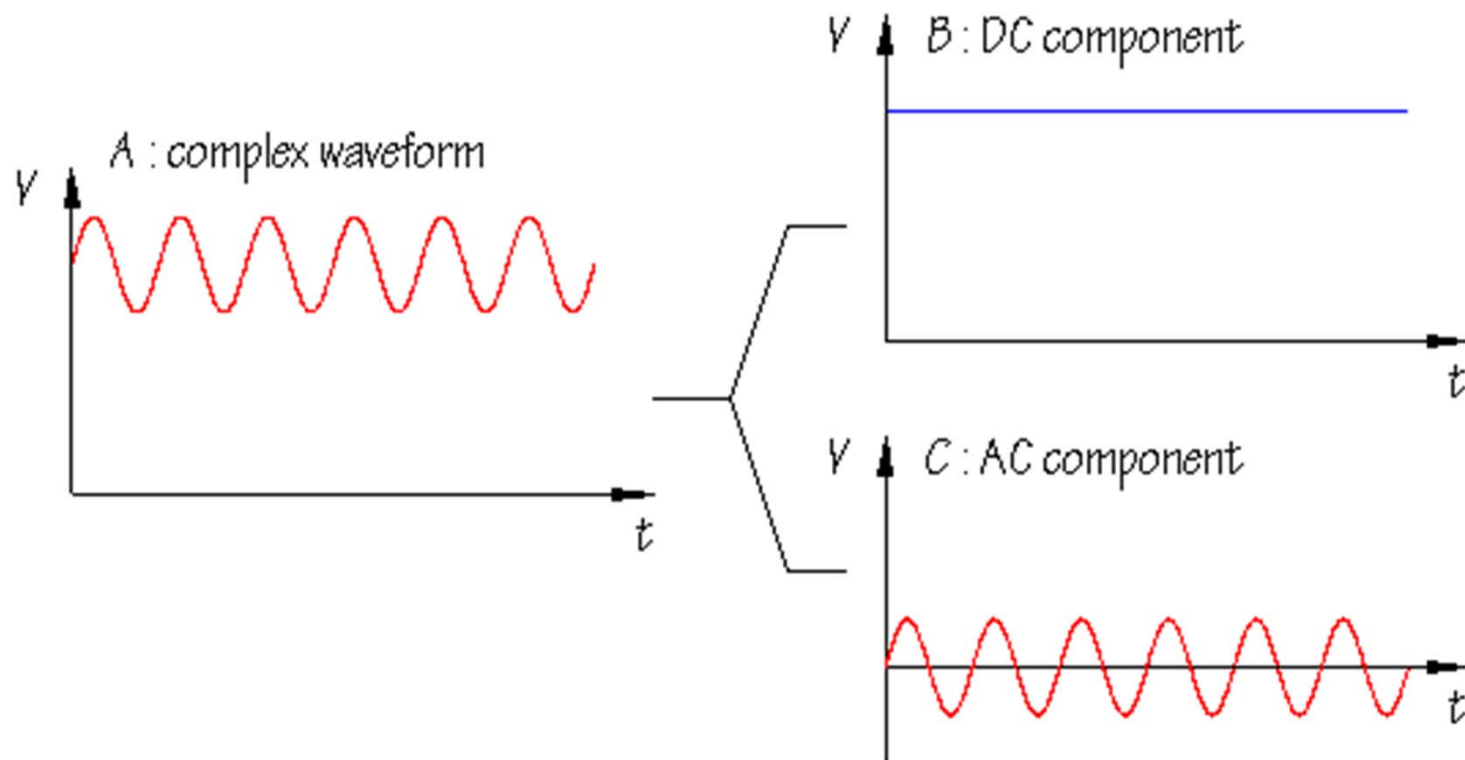 A : complex waveform
V
t
V
B : DC component
t
V
C : AC component
t